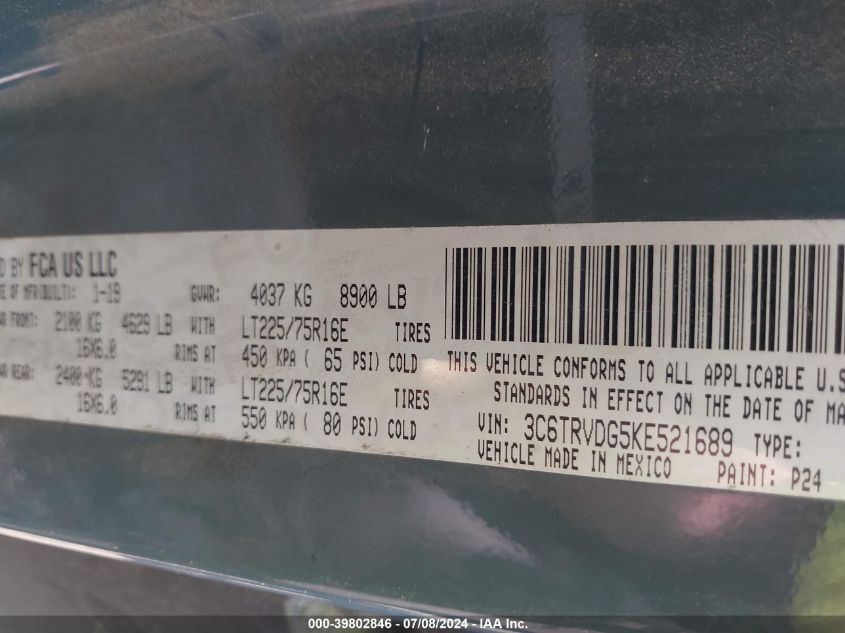 D BY FCA US LLC
TE OF MFR(BUILT): 1-19 GVWR: 4037 KG 8900 LB
WR FRONT: 2100 KG 4629 LB WITH LT225/75R16E TIRES
16X6.0 RIMS AT 450 KPA ( 65 PSI) COLD
WR REAR: 2400 KG 5291 LB WITH LT225/75R16E TIRES
16X6.0 RIMS AT 550 KPA ( 80 PSI) COLD
THIS VEHICLE CONFORMS TO ALL APPLICABLE U.S
STANDARDS IN EFFECT ON THE DATE OF MA
VIN: 3C6TRVDG5KE521689 TYPE:
VEHICLE MADE IN MEXICO PAINT: P24
000-39802846 - 07/08/2024 - IAA, Inc.